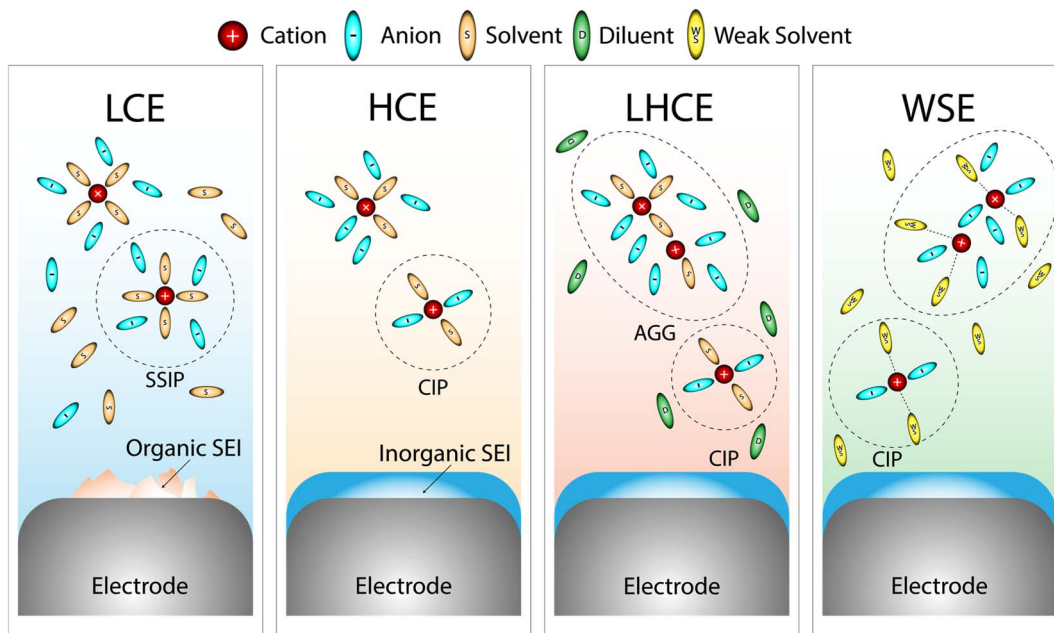 + Cation - Anion S Solvent D Diluent WS Weak Solvent
LCE
SSIP
Organic SEI
Electrode
HCE
CIP
Inorganic SEI
Electrode
LHCE
AGG
CIP
Electrode
WSE
CIP
Electrode